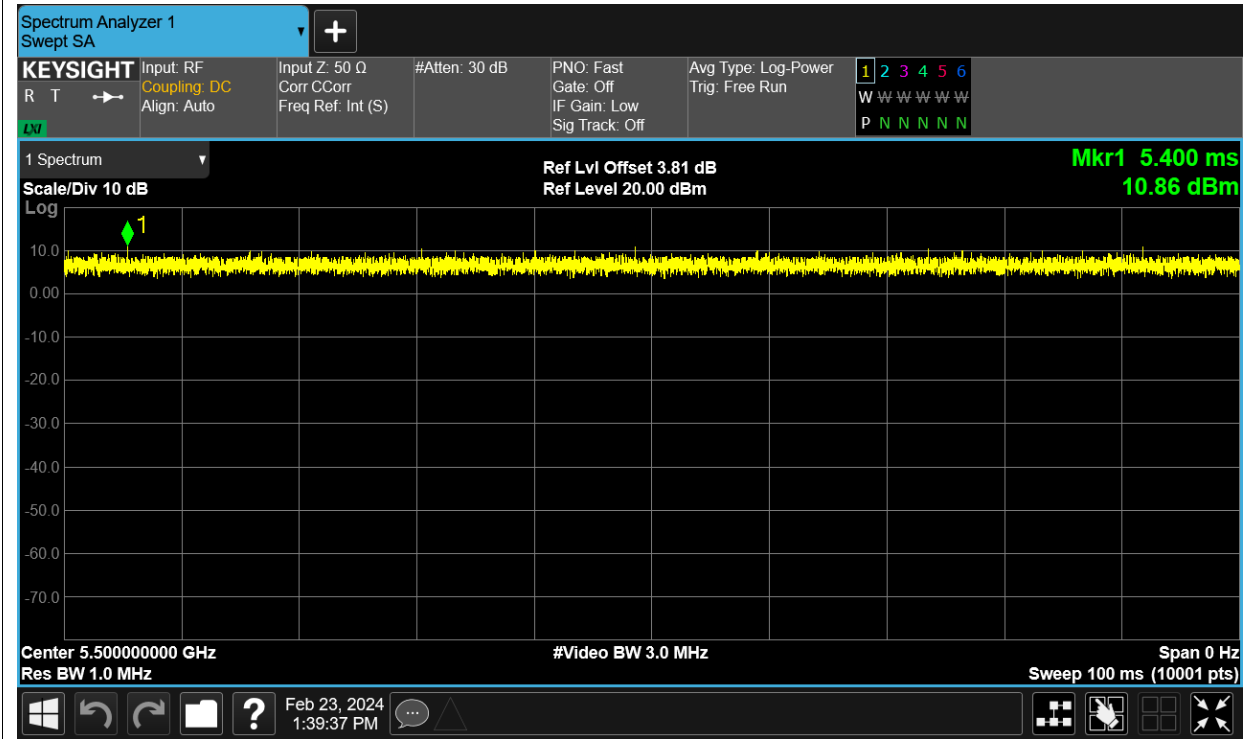 Spectrum Analyzer 1
Swept SA
KEYSIGHT
R T
LXI
Input: RF
Coupling: DC
Align: Auto
Input Z: 50 Ω
Corr CCorr
Freq Ref: Int (S)
#Atten: 30 dB
PNO: Fast
Gate: Off
IF Gain: Low
Sig Track: Off
Avg Type: Log-Power
Trig: Free Run
1 2 3 4 5 6
W W W W W W
P N N N N N
1 Spectrum
Scale/Div 10 dB
Log
Ref Lvl Offset 3.81 dB
Ref Level 20.00 dBm
Mkr1 5.400 ms
10.86 dBm
1
10.0
0.00
-10.0
-20.0
-30.0
-40.0
-50.0
-60.0
-70.0
Center 5.500000000 GHz
#Video BW 3.0 MHz
Span 0 Hz
Res BW 1.0 MHz
Sweep 100 ms (10001 pts)
?
Feb 23, 2024
1:39:37 PM